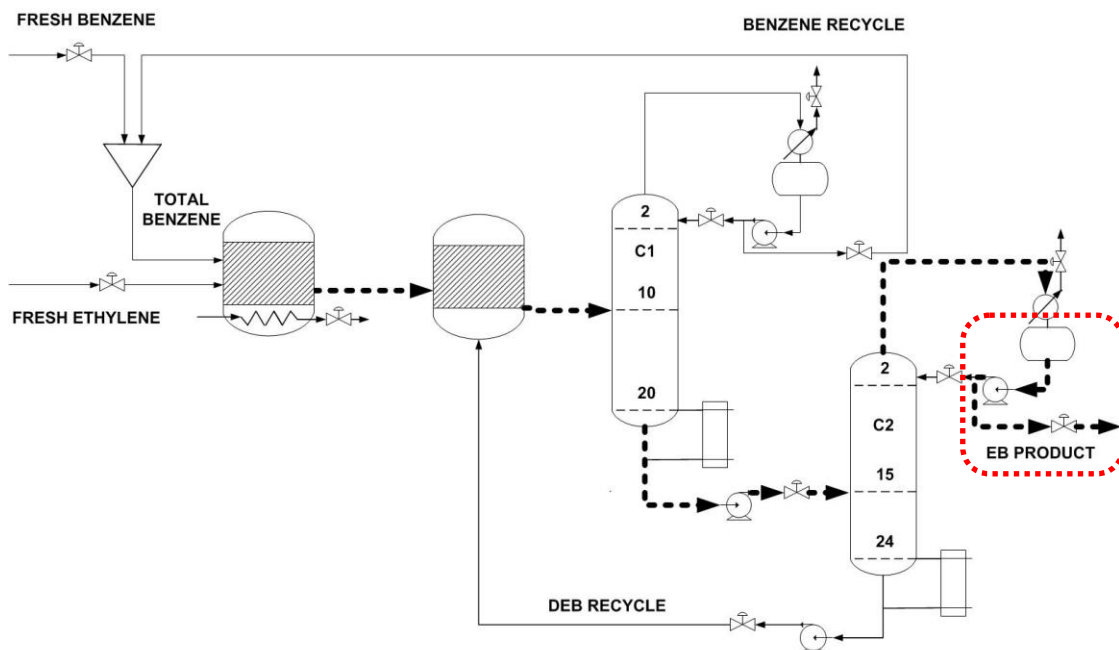 FRESH BENZENE
BENZENE RECYCLE
TOTAL
BENZENE
2
C1
10
FRESH ETHYLENE
2
20
C2
EB PRODUCT
15
24
DEB RECYCLE